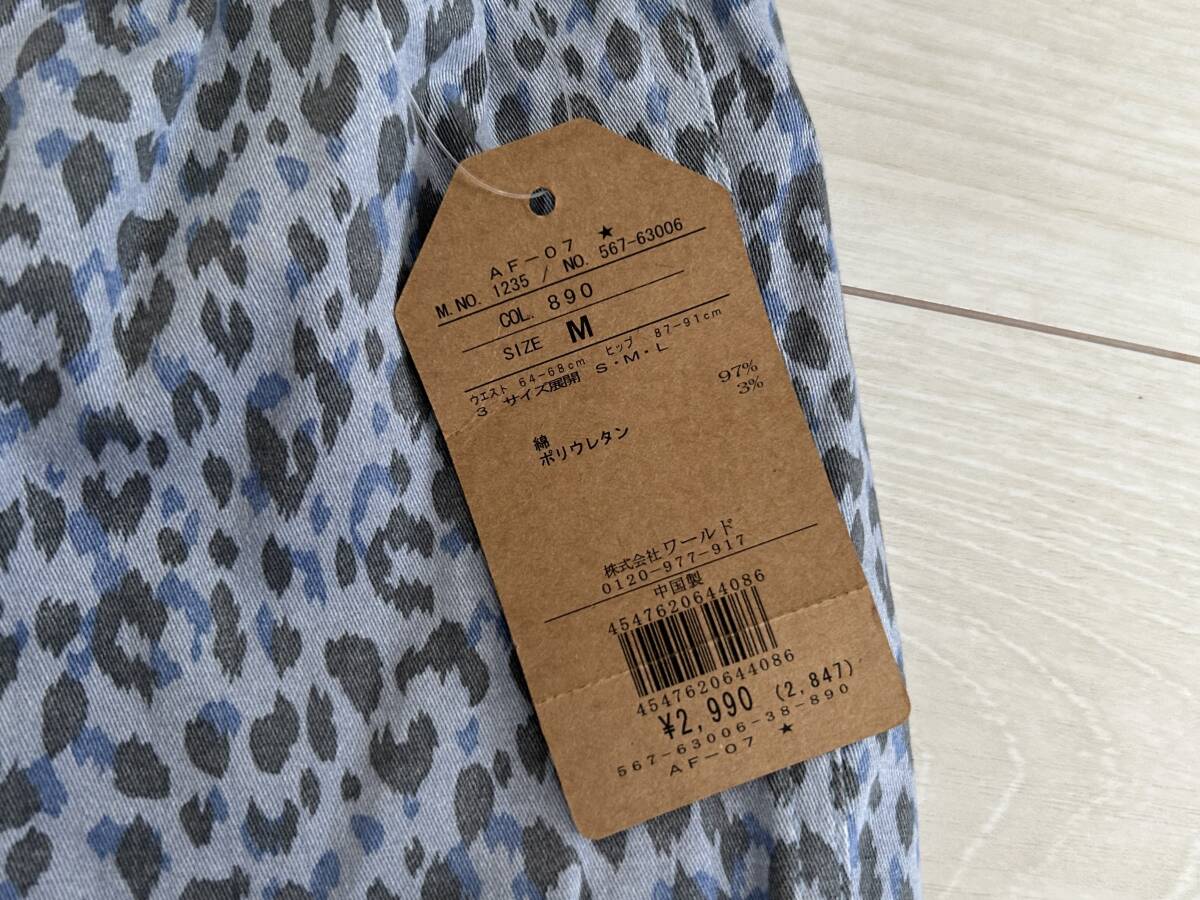 AF-07 ★
M.NO. 1235 / NO. 567-63006
COL. 890
SIZE M
ウエスト 64-68cm ヒップ 87-91cm
3 サイズ展開 S・M・L
綿 97%
ポリウレタン 3%
株式会社ワールド
0120-977-917
中国製
4547620644086
4547620644086
¥2,990 (2,847)
567-63006-38-890
AF-07 ★